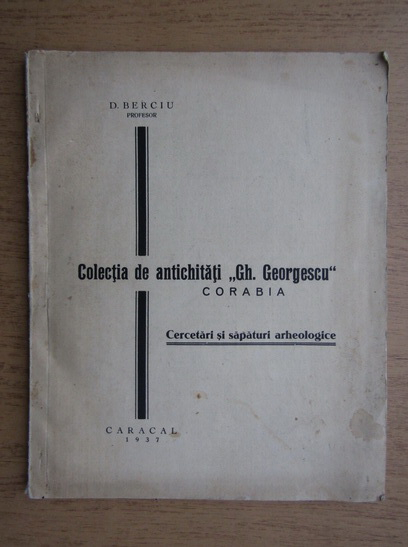 D. BERCIU
PROFESOR
Colecția de antichități „Gh. Georgescu“
CORABIA
Cercetări și săpături arheologice
CARACAL
1937